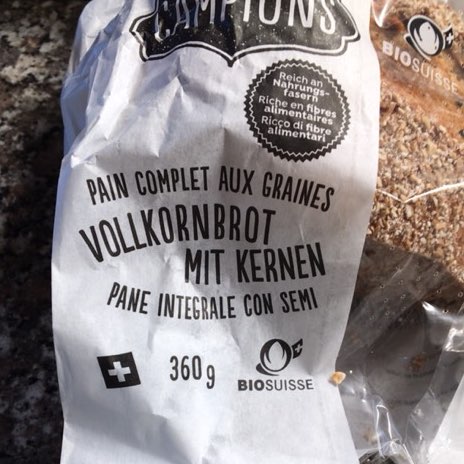 CAMPIONS
BIOSUISSE
Reich an
Nahrungs-
fasern
Riche en fibres
alimentaires
Ricco di fibre
alimentari
PAIN COMPLET AUX GRAINES
VOLLKORNBROT
MIT KERNEN
PANE INTEGRALE CON SEMI
360g
BIOSUISSE